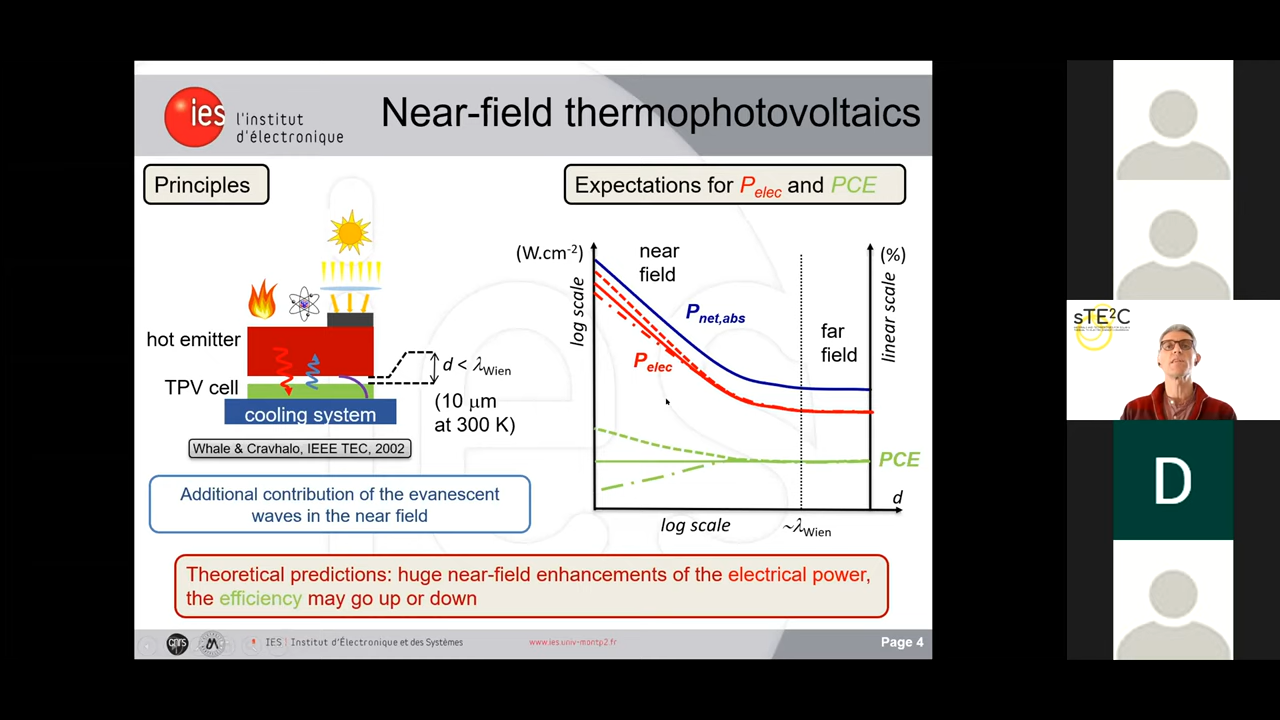 ies
l'institut
d'électronique
Near-field thermophotovoltaics
Principles
Expectations for Pelec and PCE
hot emitter
TPV cell
cooling system
d < λWien
(10 μm
at 300 K)
Whale & Cravhalo, IEEE TEC, 2002
Additional contribution of the evanescent
waves in the near field
(W.cm-2)
log scale
near
field
Pnet,abs
Pelec
far
field
(%)
linear scale
PCE
d
log scale
~λWien
Theoretical predictions: huge near-field enhancements of the electrical power,
the efficiency may go up or down
cnrs
IES | Institut d'Électronique et des Systèmes
www.ies.univ-montp2.fr
Page 4
sTE2C
D